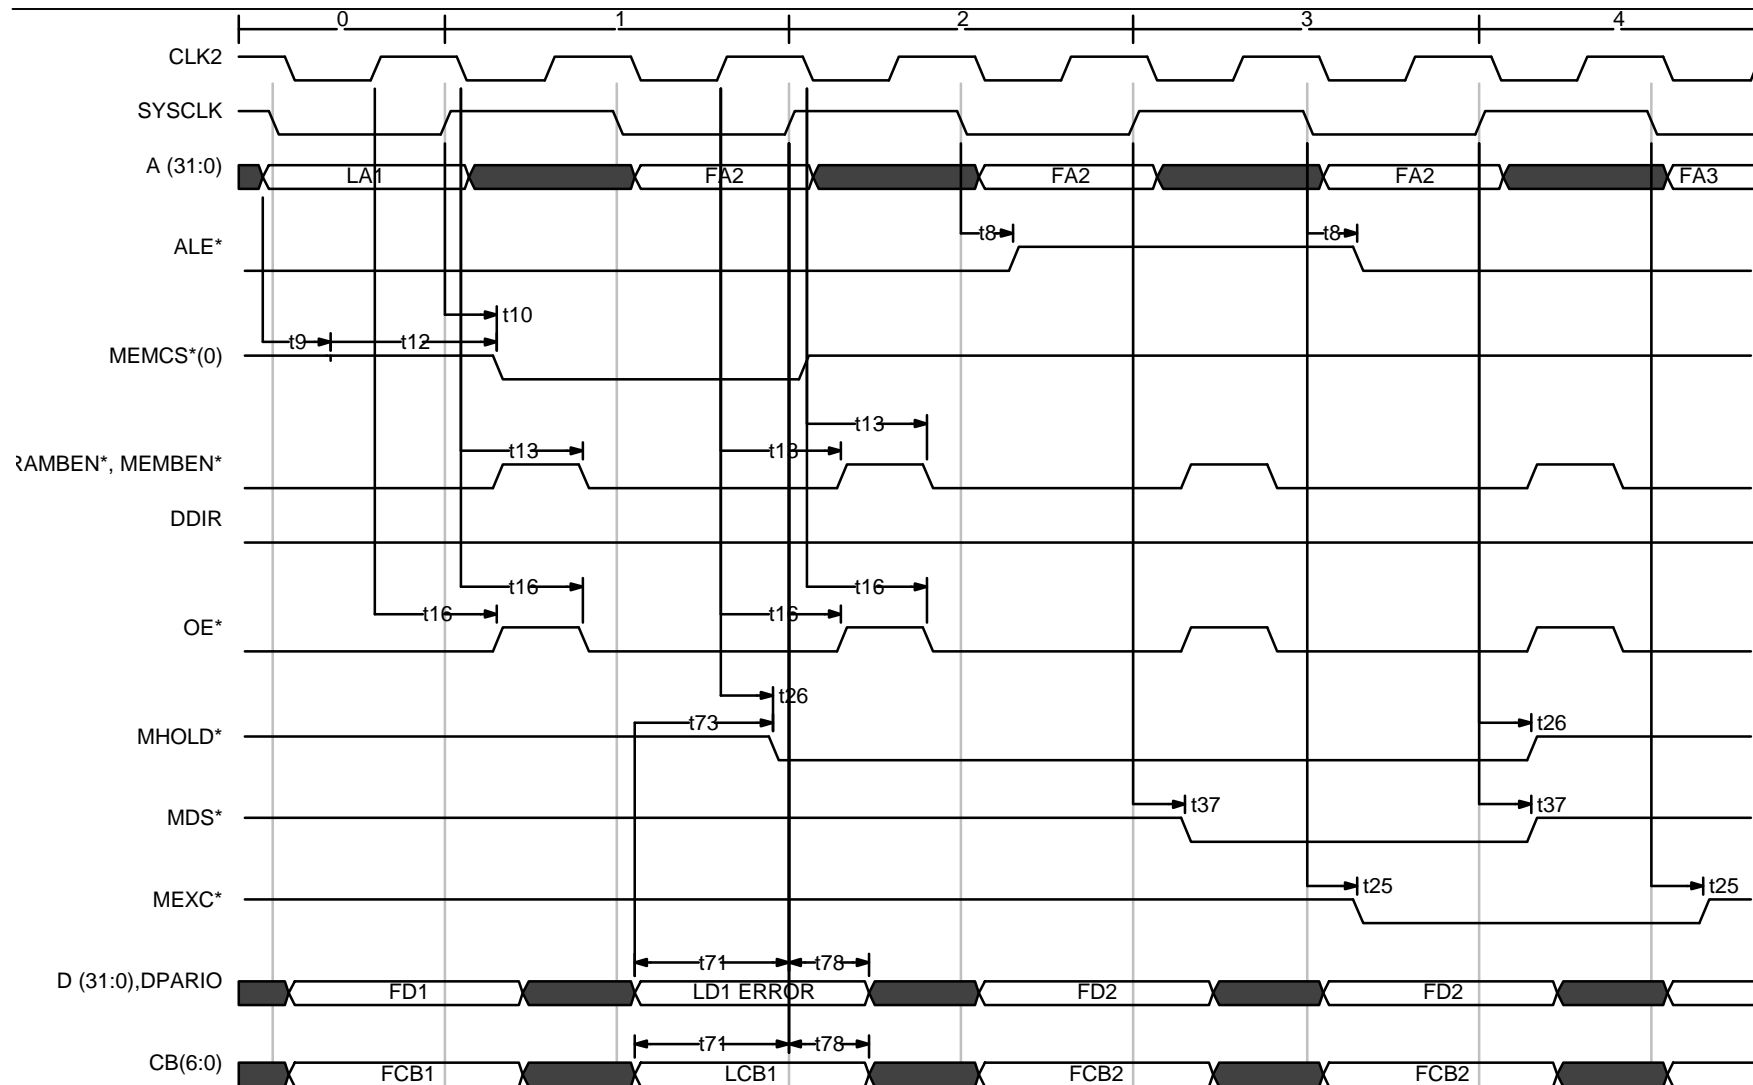 0 1 2 3 4
CLK2
SYSCLK
A (31:0) LA1 FA2 FA2 FA2 FA3
t8 t8
ALE*
t10
t9 t12
MEMCS*(0)
t13
t13 t13
RAMBEN*, MEMBEN*
DDIR
t16 t16
t16 t16
OE*
t26
t73 t26
MHOLD*
t37 t37
MDS*
t25 t25
MEXC*
t71 t78
D (31:0),DPARIO FD1 LD1 ERROR FD2 FD2
t71 t78
CB(6:0) FCB1 LCB1 FCB2 FCB2